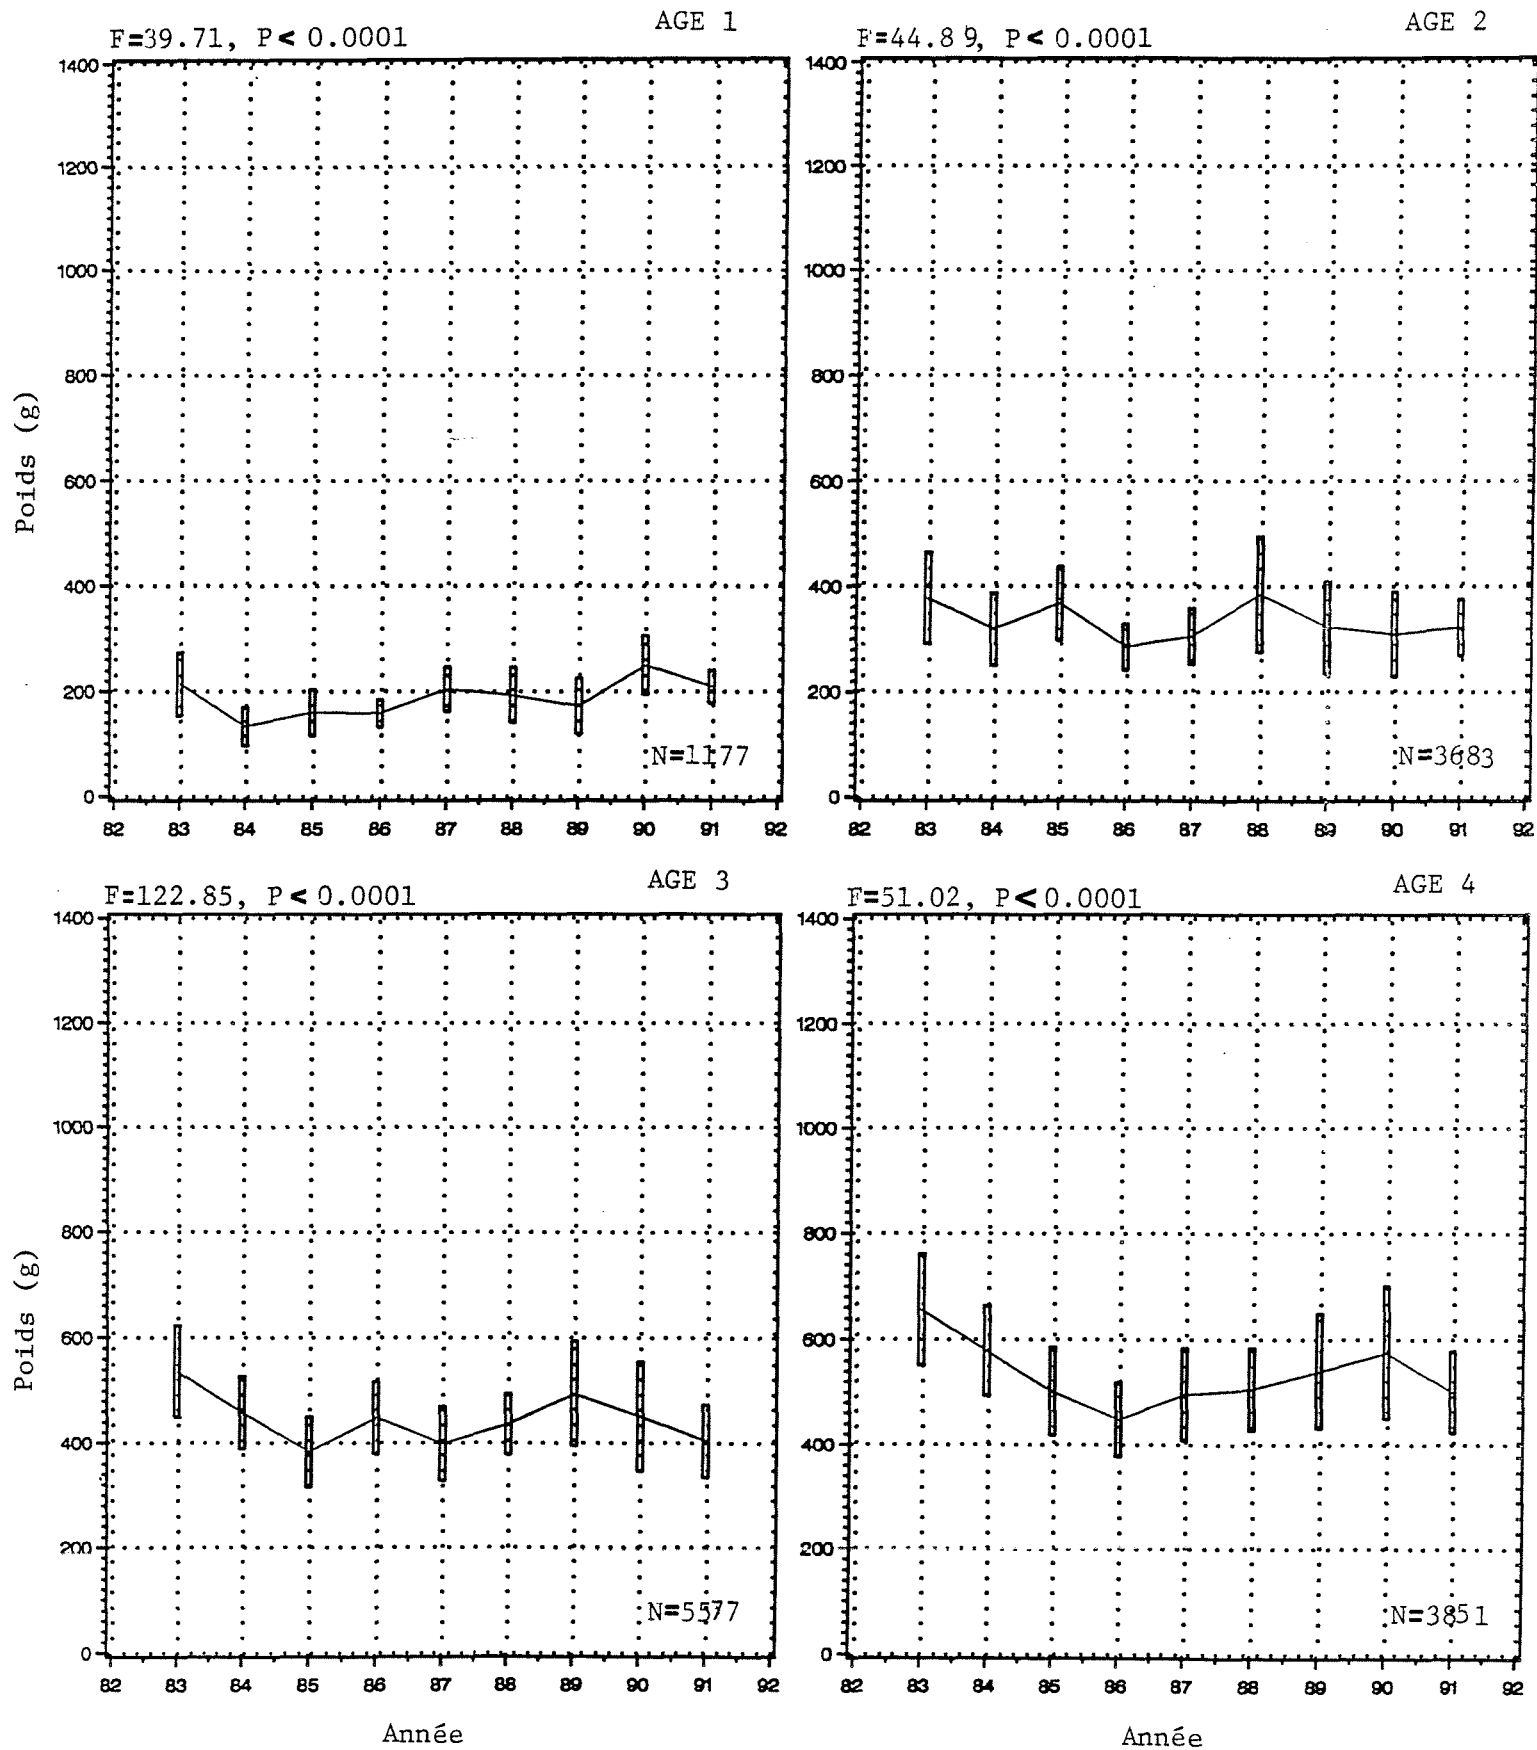 AGE 1
F=39.71, P< 0.0001
1400
1200
1000
800
600
400
200
0
Poids (g)
N=1177
82 83 84 85 86 87 88 89 90 91 92
AGE 2
F=44.89, P< 0.0001
1400
1200
1000
800
600
400
200
0
N=3683
82 83 84 85 86 87 88 89 90 91 92
AGE 3
F=122.85, P< 0.0001
1400
1200
1000
800
600
400
200
0
Poids (g)
N=5577
82 83 84 85 86 87 88 89 90 91 92
Année
AGE 4
F=51.02, P< 0.0001
1400
1200
1000
800
600
400
200
0
N=3851
82 83 84 85 86 87 88 89 90 91 92
Année